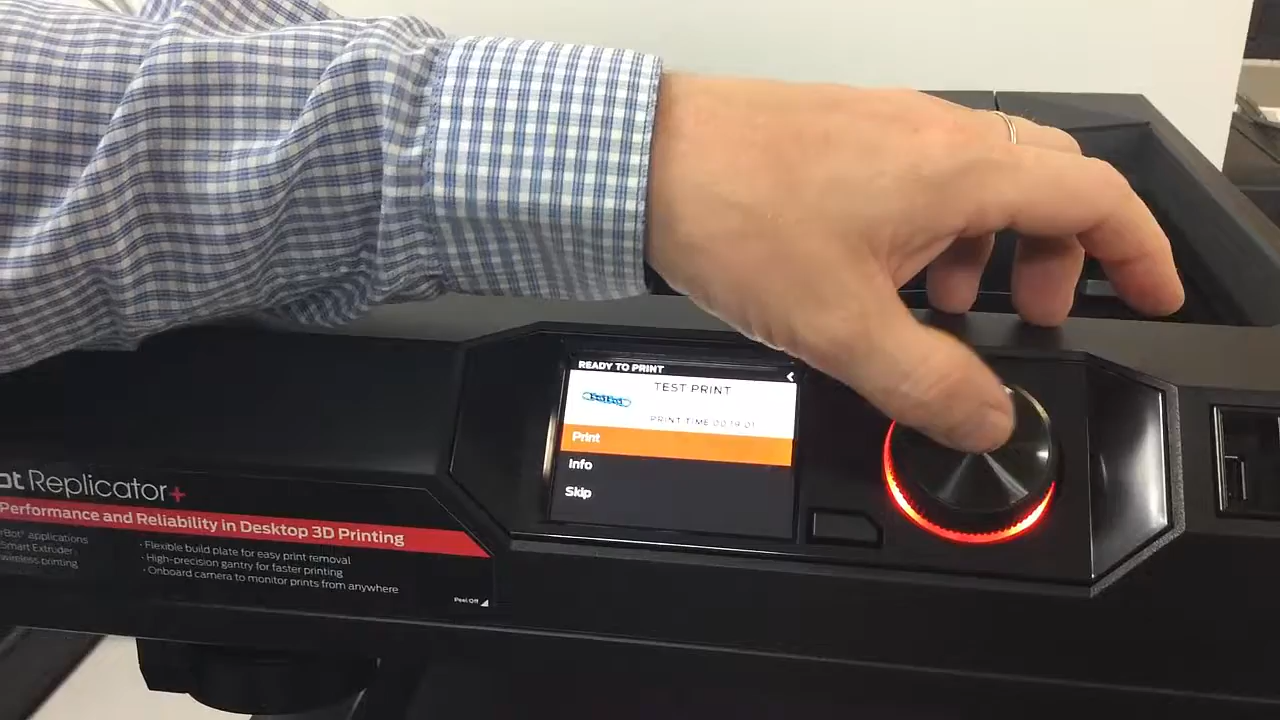 READY TO PRINT
TEST PRINT
PRINT TIME 00:19:01
Print
Info
Skip
ot Replicator+
Performance and Reliability in Desktop 3D Printing
rBot® applications
Smart Extruder
wireless printing
· Flexible build plate for easy print removal
· High-precision gantry for faster printing
· Onboard camera to monitor prints from anywhere
Peel Off